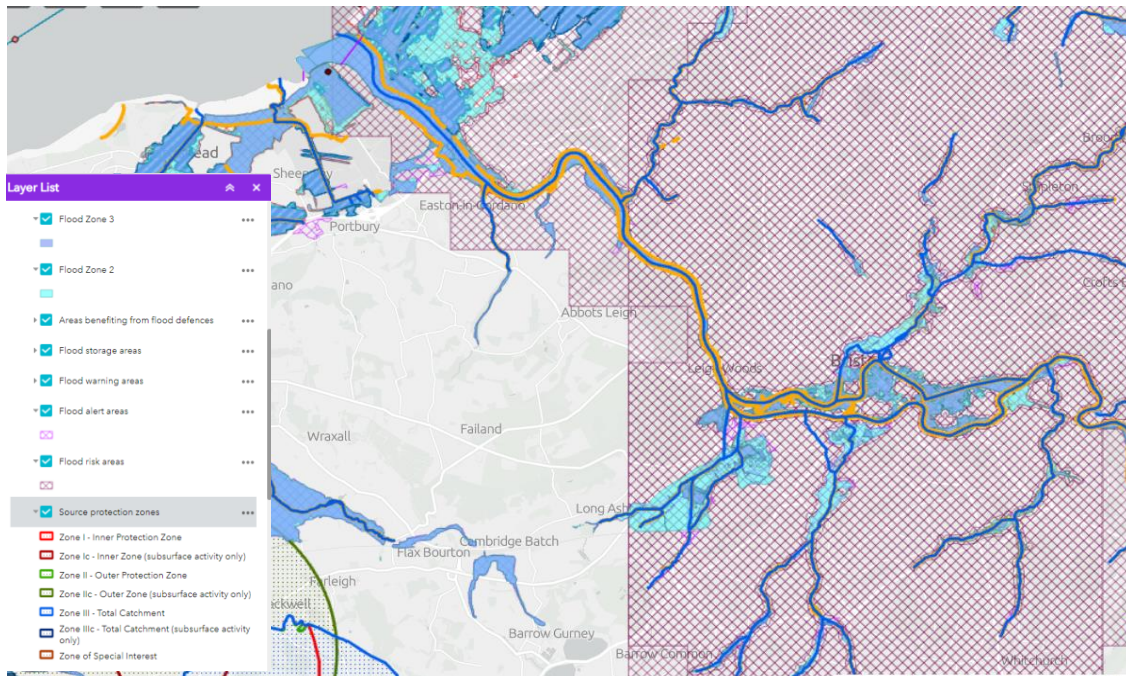 Easton-in-Gordano
Portbury
Abbots Leigh
Leigh Woods
Wraxall
Failand
Flax Bourton
Cambridge Batch
Barrow Gurney
Barrow Common
Whitchurch
Layer List
Flood Zone 3
Flood Zone 2
Areas benefiting from flood defences
Flood storage areas
Flood warning areas
Flood alert areas
Flood risk areas
Source protection zones
Zone I - Inner Protection Zone
Zone Ic - Inner Zone (subsurface activity only)
Zone II - Outer Protection Zone
Zone IIc - Outer Zone (subsurface activity only)
Zone III - Total Catchment
Zone IIIc - Total Catchment (subsurface activity
only)
Zone of Special Interest